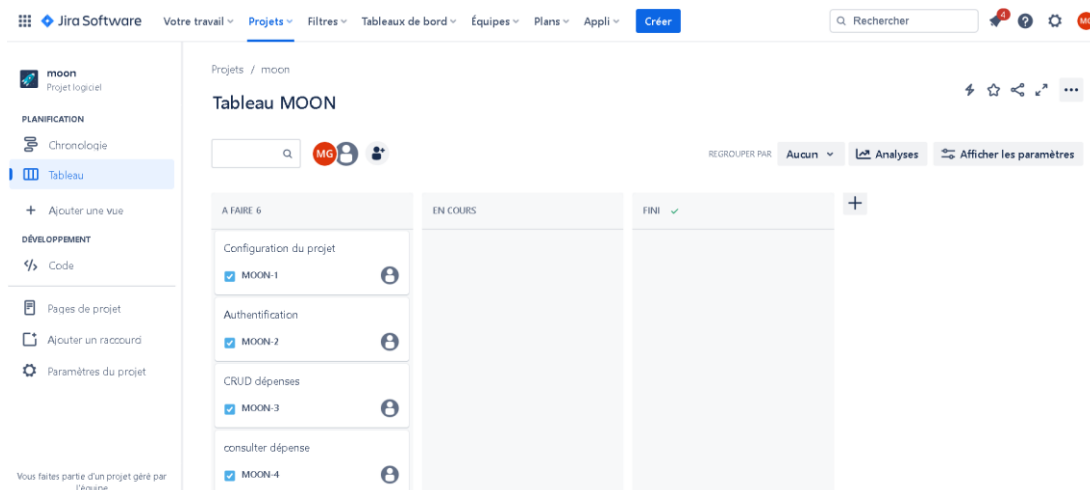 Jira Software Votre travail Projets Filtres Tableaux de bord Équipes Plans Appli Créer Rechercher 4 MG
moon
Projet logiciel
PLANIFICATION
Chronologie
Tableau
Ajouter une vue
DÉVELOPPEMENT
Code
Pages de projet
Ajouter un raccourci
Paramètres du projet
Vous faites partie d'un projet géré par
l'équipe
Projets / moon
Tableau MOON
MG
REGROUPER PAR Aucun Analyses Afficher les paramètres
A FAIRE 6
Configuration du projet
MOON-1
Authentification
MOON-2
CRUD dépenses
MOON-3
consulter dépense
MOON-4
EN COURS
FINI